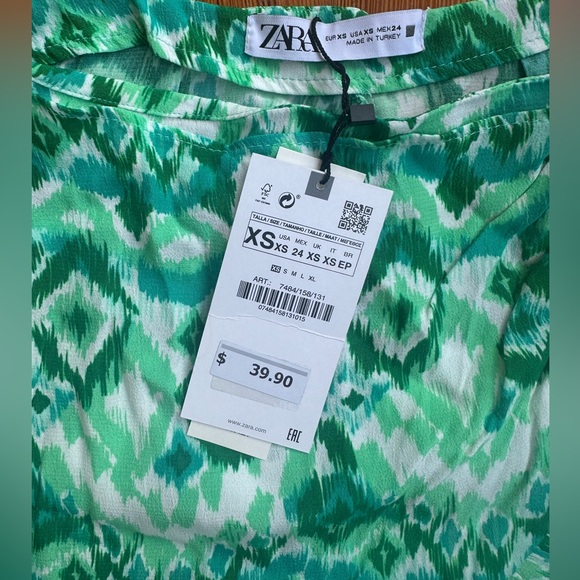 ZARA
EUR XS USA XS MEX 24
MADE IN TURKEY
TALLA / SIZE / TAMANHO / TAILLE / MAAT / МЕГЕВСЕ
USA MEX UK IT BR
XS XS 24 XS XS EP
XS S M L XL
ART.: 7484/158/131
07484158131015
$ 39.90
www.zara.com
EAC